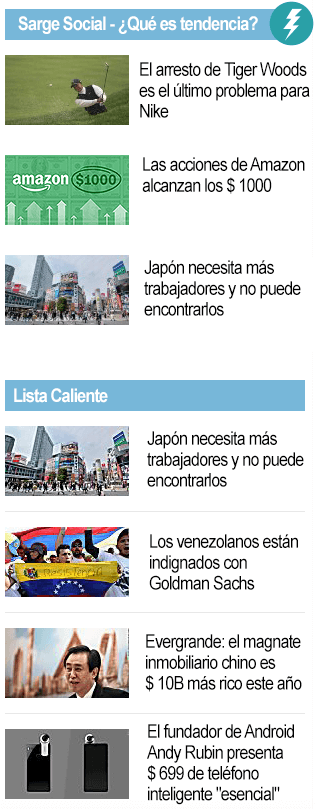 Sarge Social - ¿Qué es tendencia?
El arresto de Tiger Woods
es el último problema para
Nike
amazon $1000
Las acciones de Amazon
alcanzan los $ 1000
Japón necesita más
trabajadores y no puede
encontrarlos
Lista Caliente
Japón necesita más
trabajadores y no puede
encontrarlos
Los venezolanos están
indignados con
Goldman Sachs
Evergrande: el magnate
inmobiliario chino es
$ 10B más rico este año
El fundador de Android
Andy Rubin presenta
$ 699 de teléfono
inteligente "esencial"